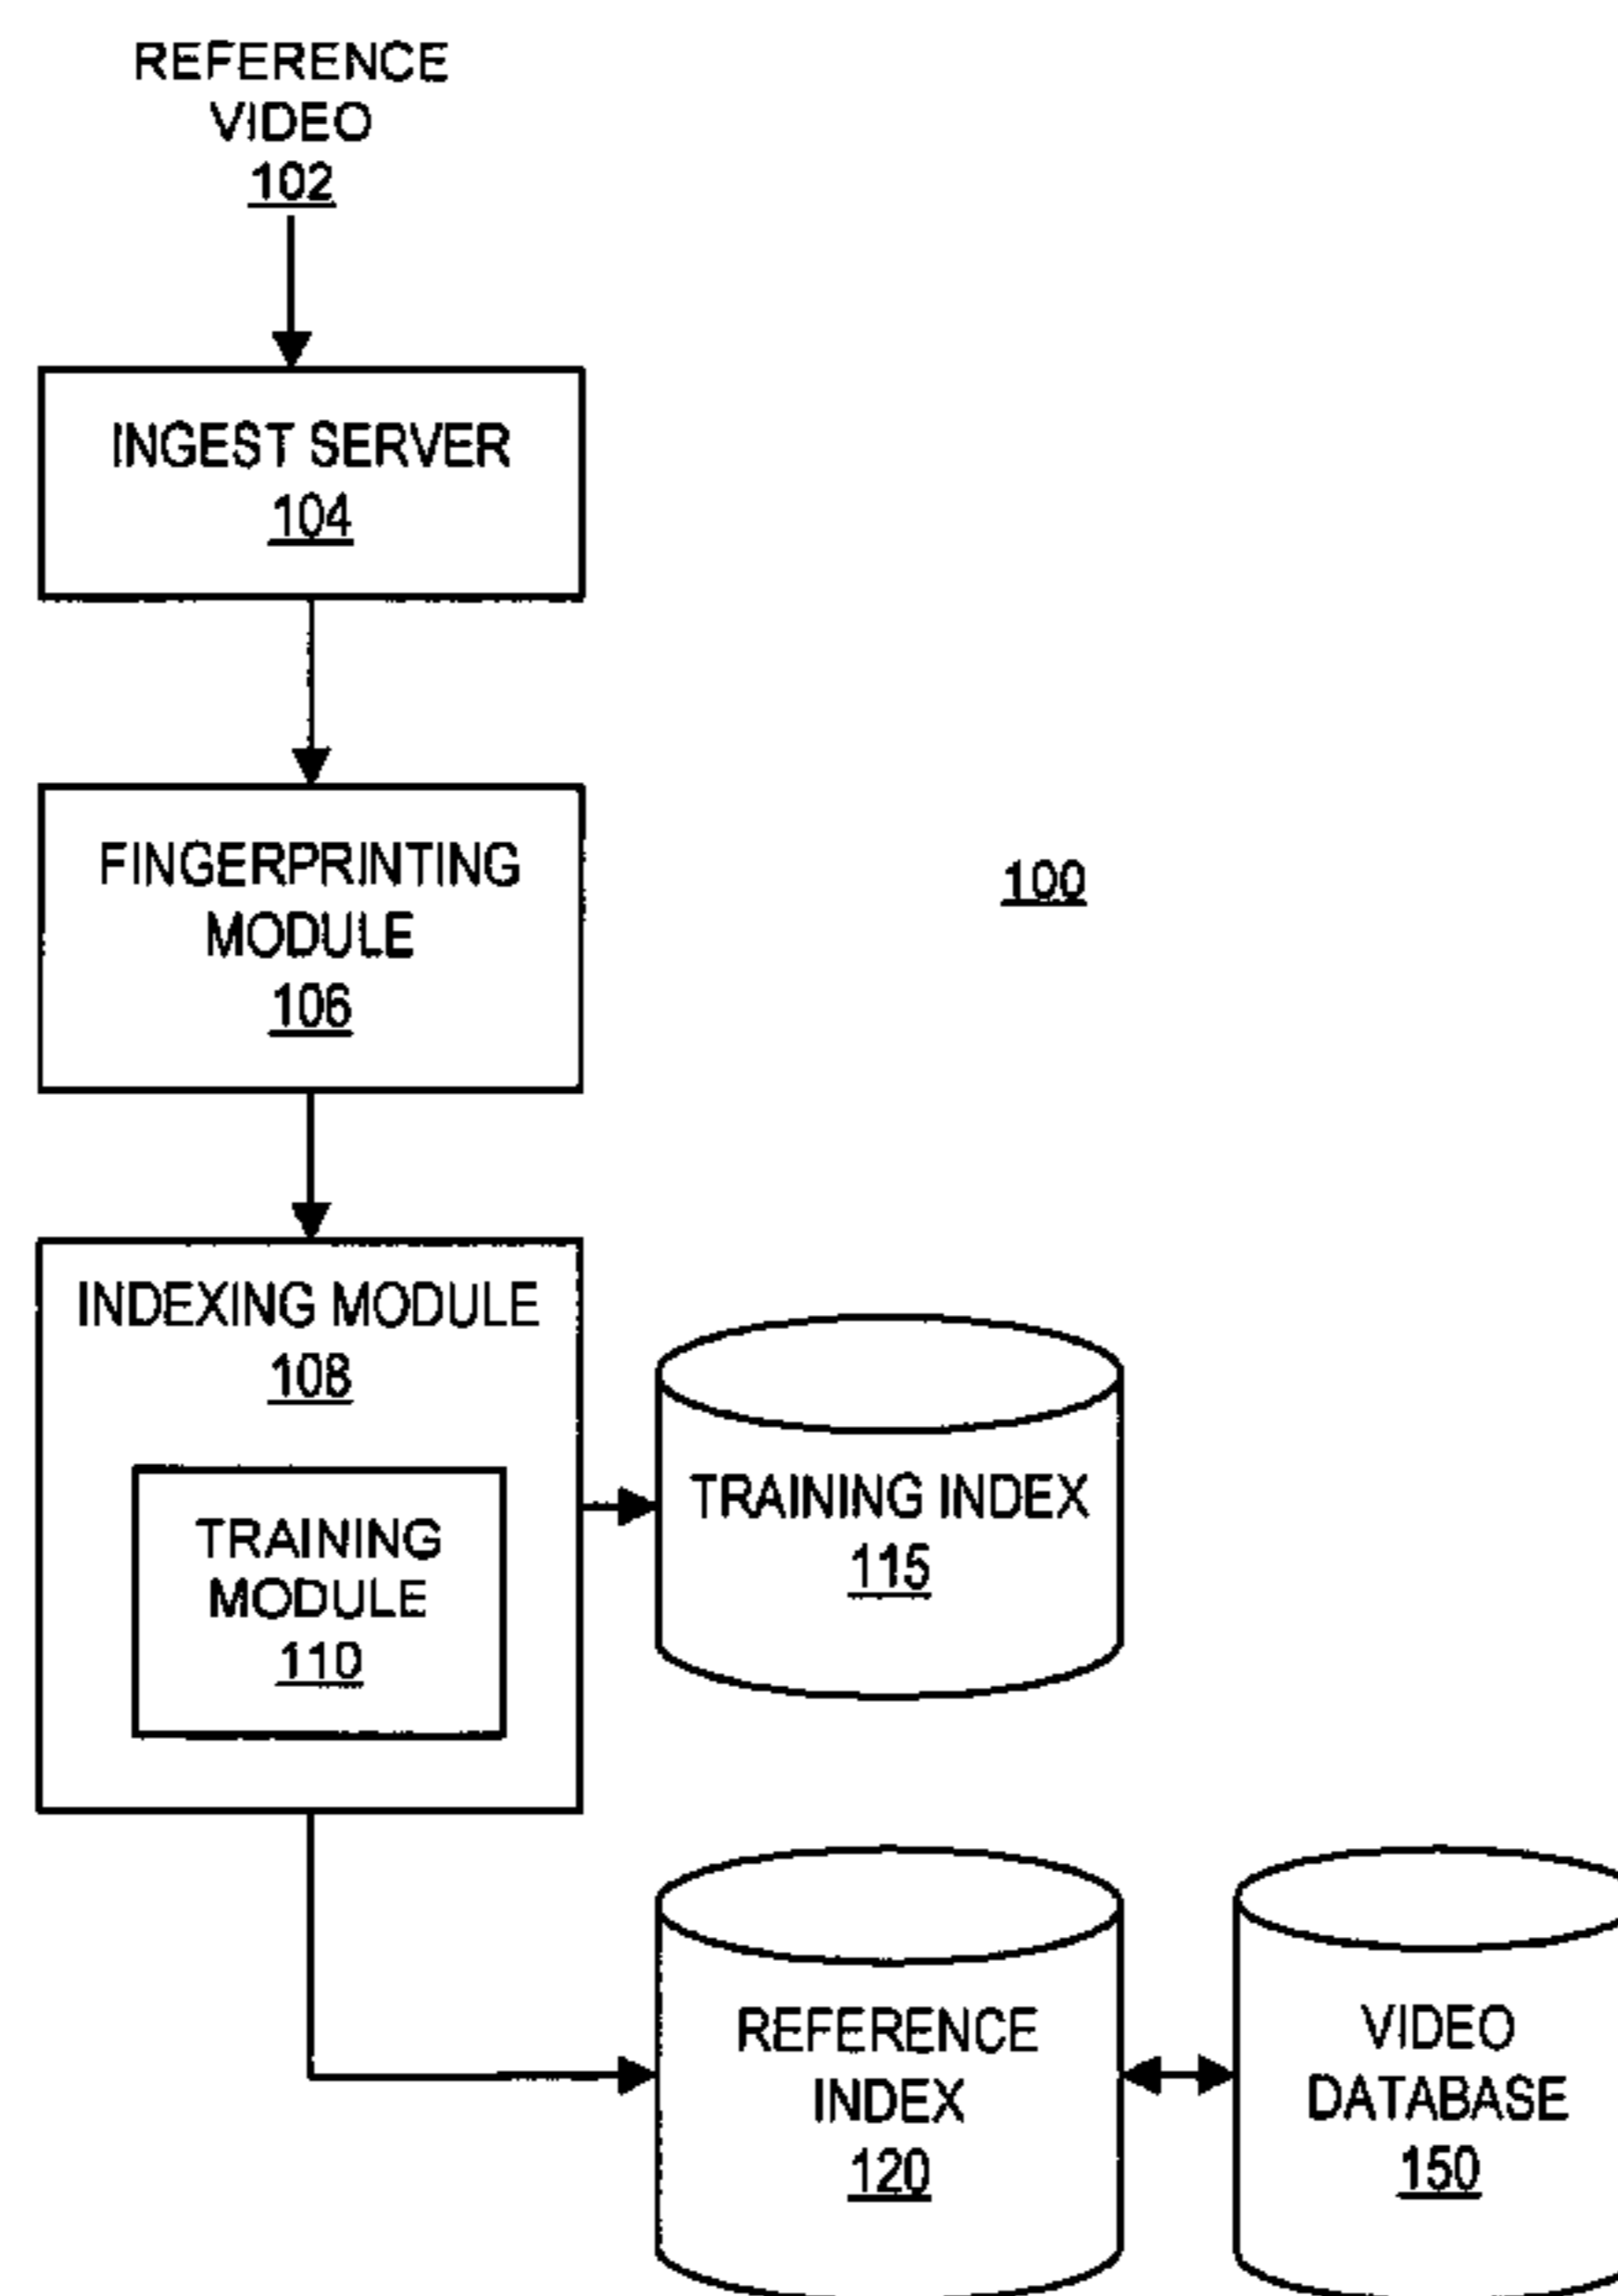 REFERENCE
VIDEO
102
INGEST SERVER
104
FINGERPRINTING
MODULE
106
100
INDEXING MODULE
108
TRAINING
MODULE
110
TRAINING INDEX
115
REFERENCE
INDEX
120
VIDEO
DATABASE
150